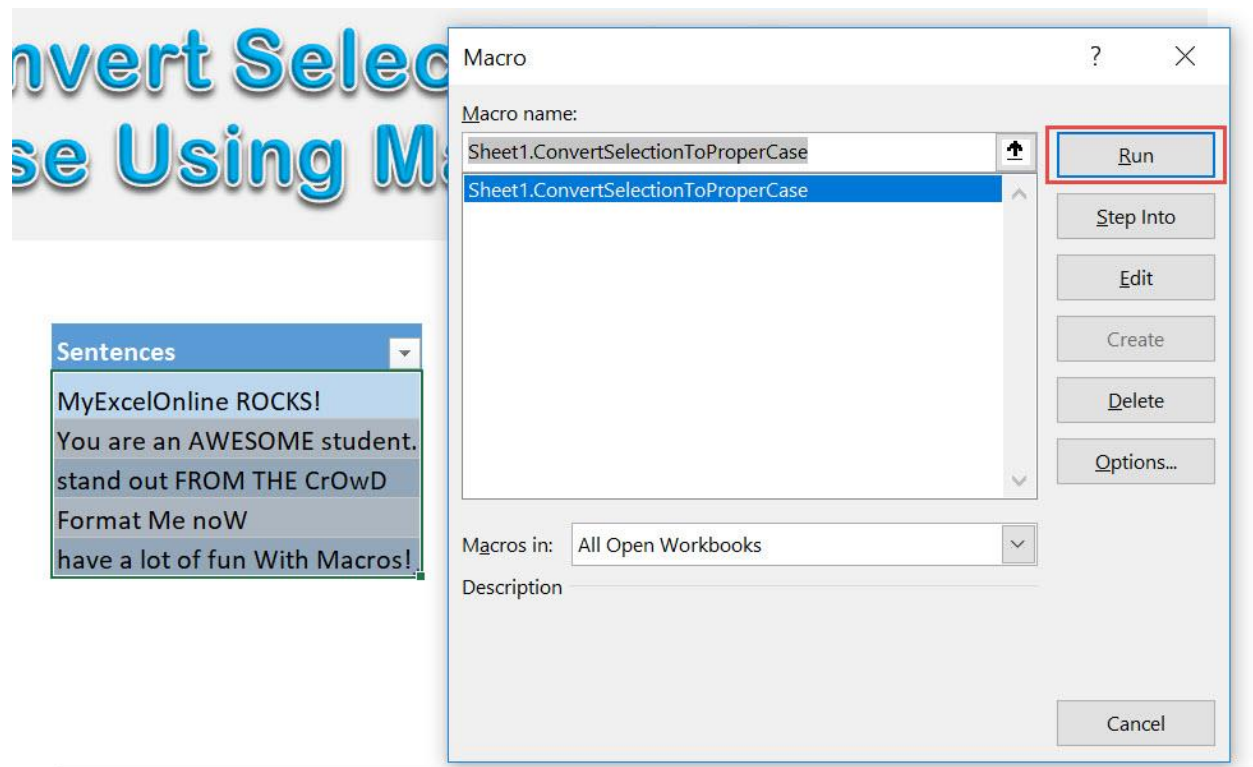 nvert Selec
se Using Ma
Sentences
MyExcelOnline ROCKS!
You are an AWESOME student.
stand out FROM THE CrOwD
Format Me noW
have a lot of fun With Macros!
Macro
?
Macro name:
Sheet1.ConvertSelectionToProperCase
Sheet1.ConvertSelectionToProperCase
Run
Step Into
Edit
Create
Delete
Options...
Macros in: All Open Workbooks
Description
Cancel